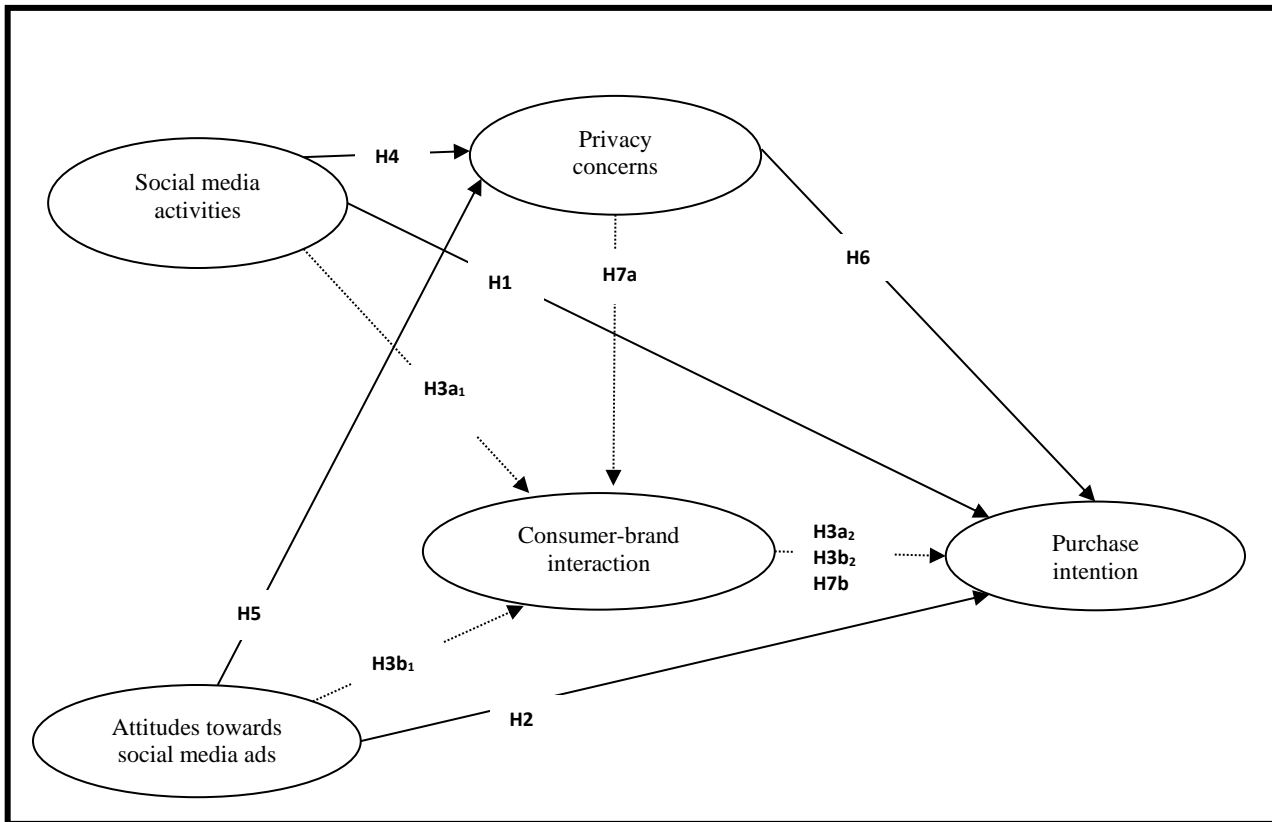 Privacy
concerns
H4
Social media
activities
H6
H7a
H1
H3a₁
Consumer-brand
interaction
H3a₂
H3b₂
H7b
Purchase
intention
H5
H3b₁
H2
Attitudes towards
social media ads